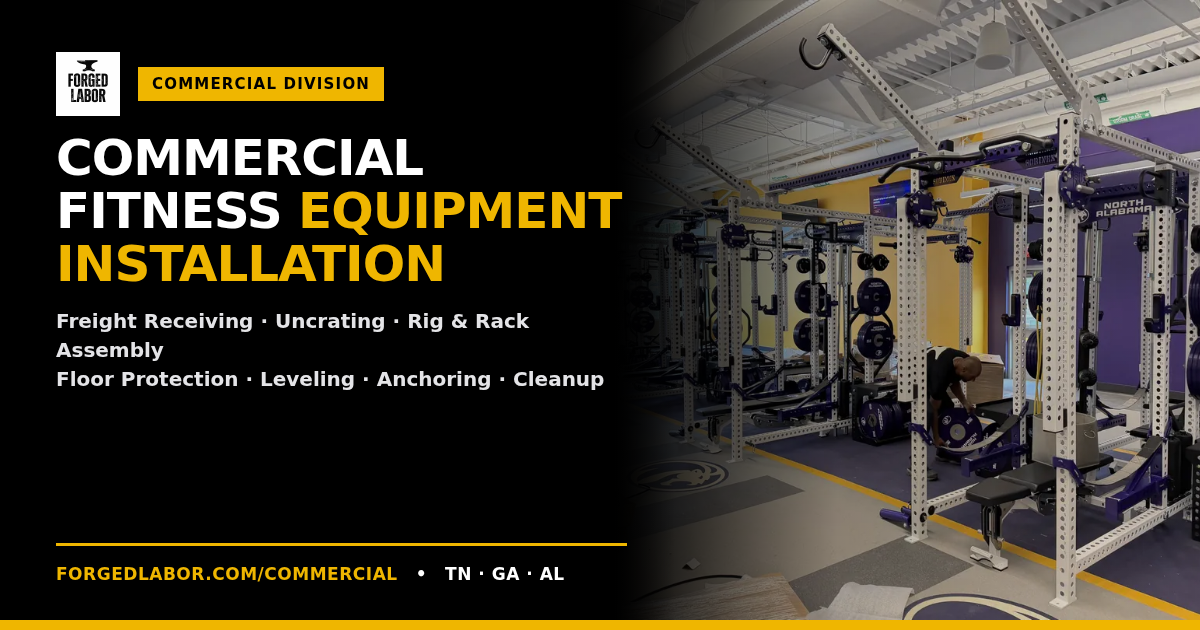 FORGED
LABOR
COMMERCIAL DIVISION
COMMERCIAL
FITNESS EQUIPMENT
INSTALLATION
Freight Receiving · Uncrating · Rig & Rack
Assembly
Floor Protection · Leveling · Anchoring · Cleanup
FORGEDLABOR.COM/COMMERCIAL • TN · GA · AL
NORTH
ALABAMA